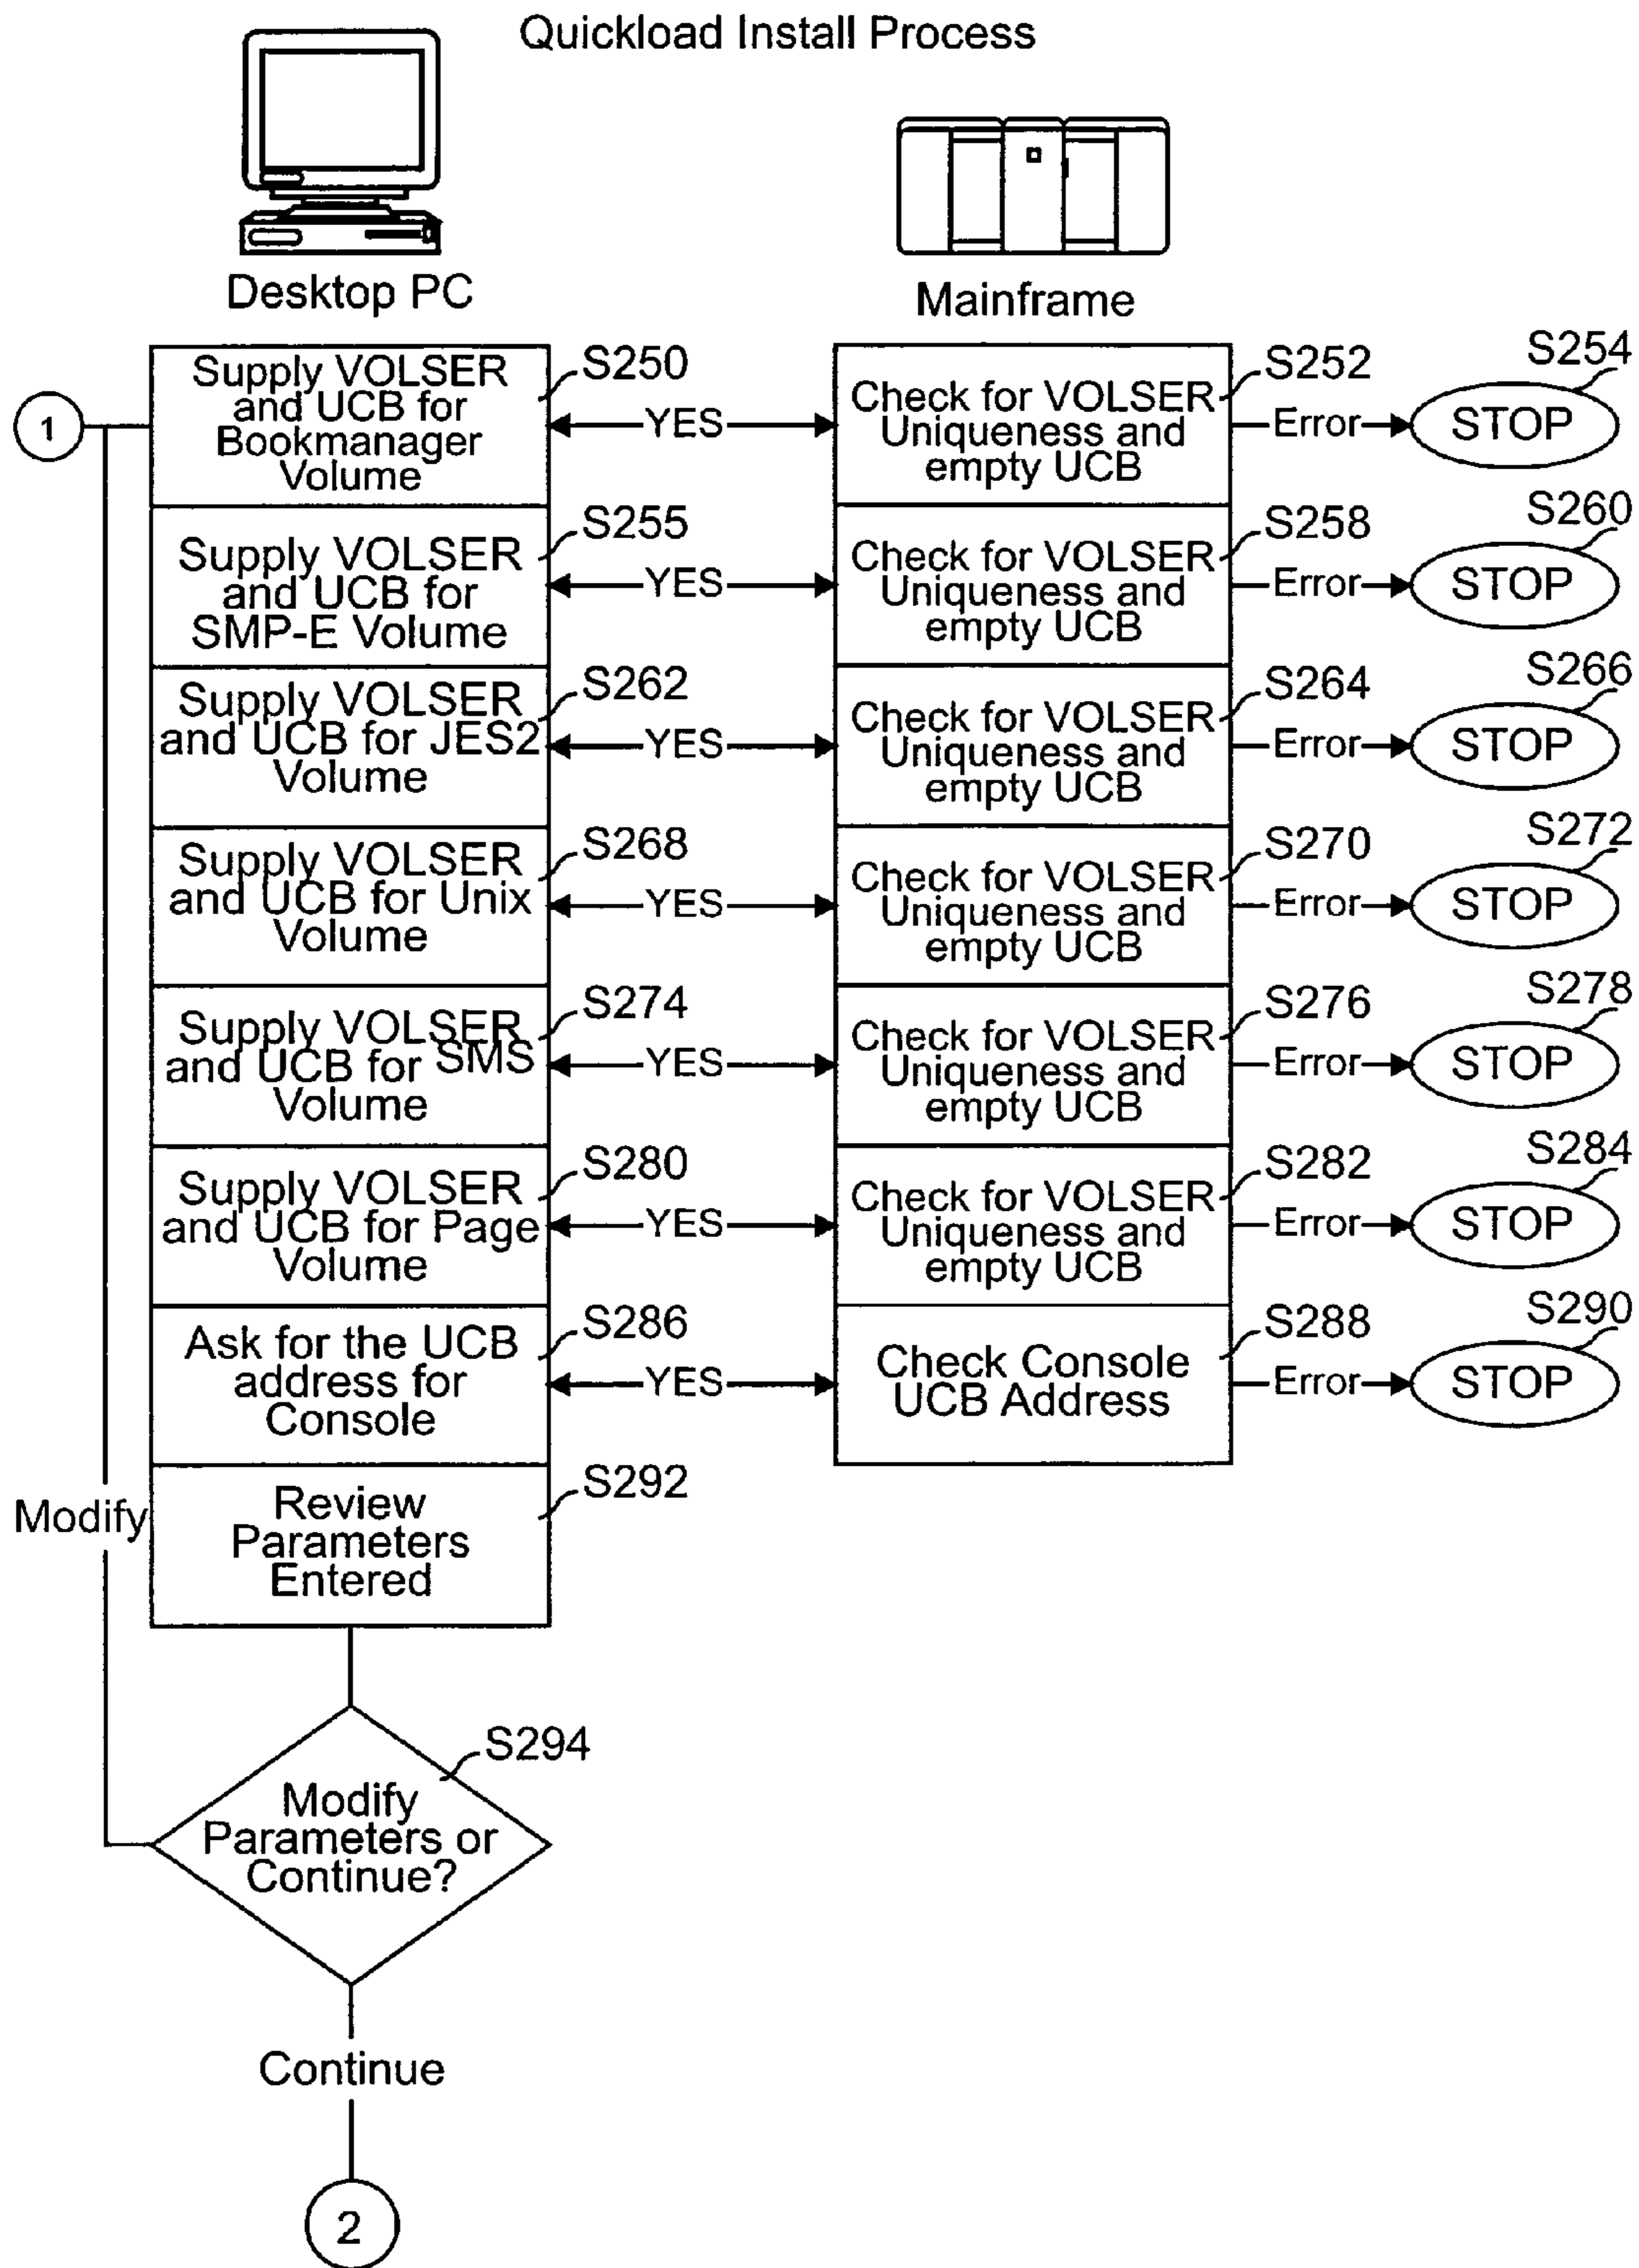 Quickload Install Process
Desktop PC
Mainframe
1
Supply VOLSER
and UCB for
Bookmanager
Volume
S250
YES
Check for VOLSER
Uniqueness and
empty UCB
S252
Error
STOP
S254
Supply VOLSER
and UCB for
SMP-E Volume
S255
YES
Check for VOLSER
Uniqueness and
empty UCB
S258
Error
STOP
S260
Supply VOLSER
and UCB for JES2
Volume
S262
YES
Check for VOLSER
Uniqueness and
empty UCB
S264
Error
STOP
S266
Supply VOLSER
and UCB for Unix
Volume
S268
YES
Check for VOLSER
Uniqueness and
empty UCB
S270
Error
STOP
S272
Supply VOLSER
and UCB for SMS
Volume
S274
YES
Check for VOLSER
Uniqueness and
empty UCB
S276
Error
STOP
S278
Supply VOLSER
and UCB for Page
Volume
S280
YES
Check for VOLSER
Uniqueness and
empty UCB
S282
Error
STOP
S284
Ask for the UCB
address for
Console
S286
YES
Check Console
UCB Address
S288
Error
STOP
S290
Review
Parameters
Entered
S292
Modify
Modify
Parameters or
Continue?
S294
Continue
2